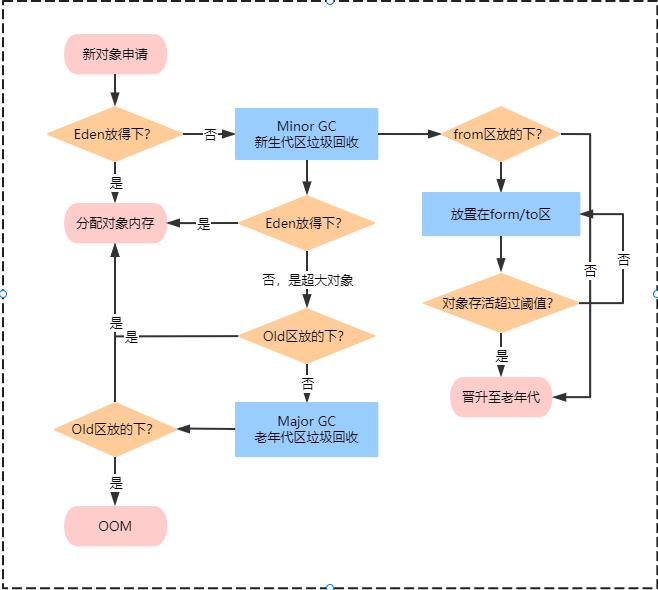 新对象申请
Eden放得下?
否
Minor GC
新生代区垃圾回收
from区放的下?
是
分配对象内存
是
Eden放得下?
放置在form/to区
否
否
否，是超大对象
对象存活超过阈值?
是
是
Old区放的下?
是
否
晋升至老年代
Old区放的下?
Major GC
老年代区垃圾回收
是
OOM